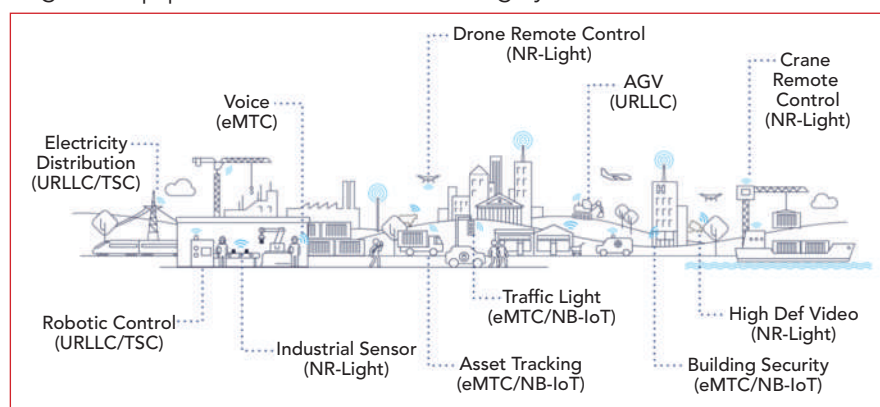 Drone Remote Control
(NR-Light)
Crane
Remote
Control
(NR-Light)
AGV
(URLLC)
Voice
(eMTC)
Electricity
Distribution
(URLLC/TSC)
Robotic Control
(URLLC/TSC)
Industrial Sensor
(NR-Light)
Asset Tracking
(eMTC/NB-IoT)
Traffic Light
(eMTC/NB-IoT)
Building Security
(eMTC/NB-IoT)
High Def Video
(NR-Light)